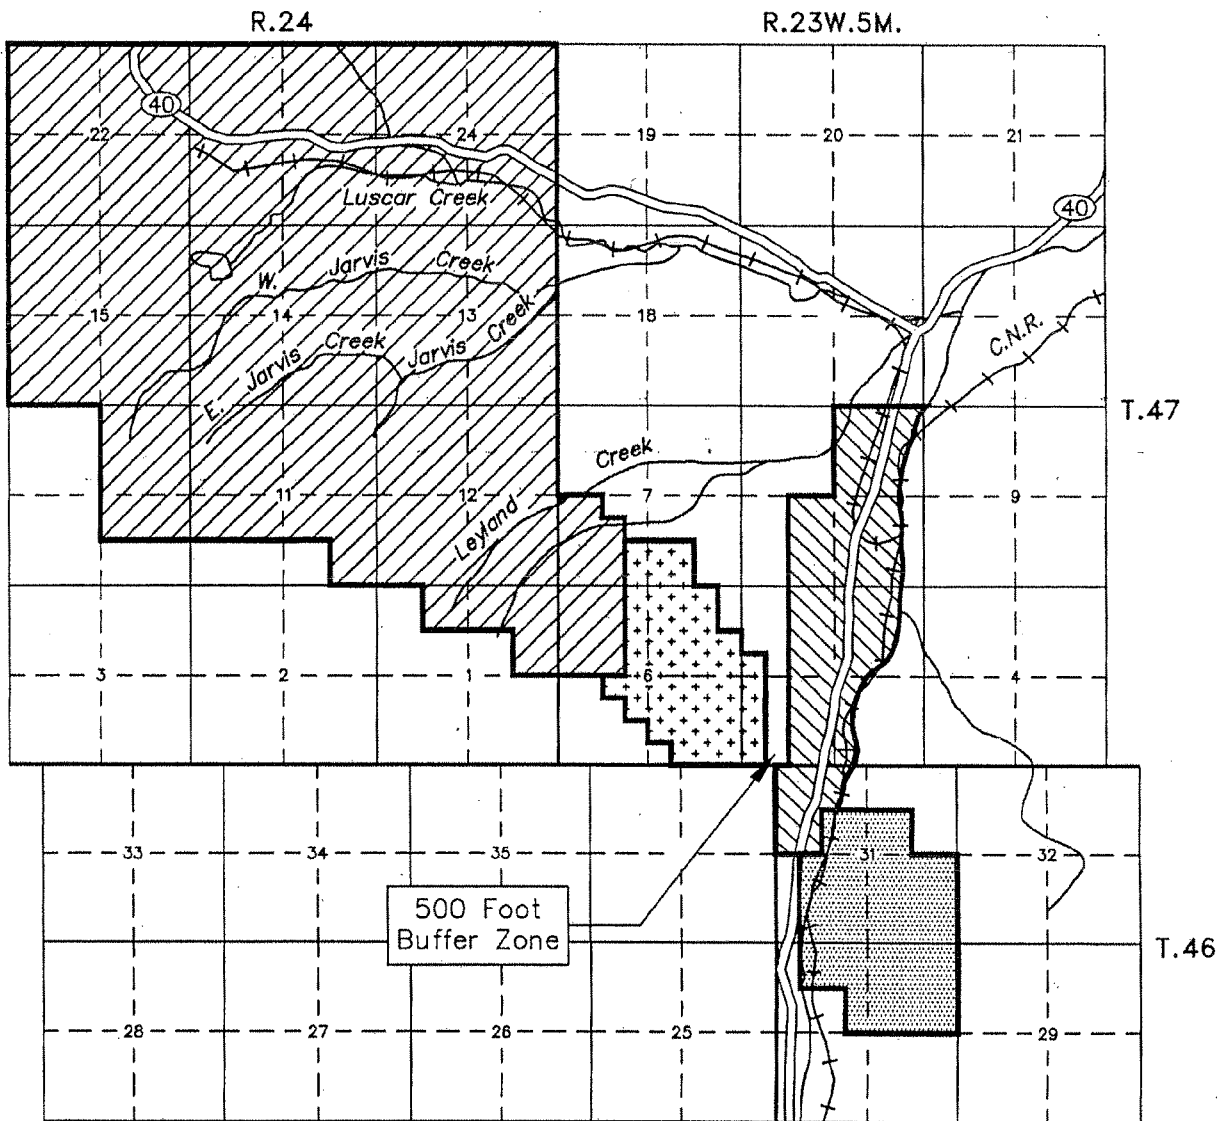 R.24
R.23W.5M.
40
22
24
19
20
21
Luscar Creek
40
W. Jarvis Creek
15
14
13
18
C.N.R.
E. Jarvis Creek
Jarvis Creek
T.47
Creek
11
12
7
9
Leyland
3
2
1
6
4
33
34
35
31
32
500 Foot
Buffer Zone
T.46
28
27
26
25
29